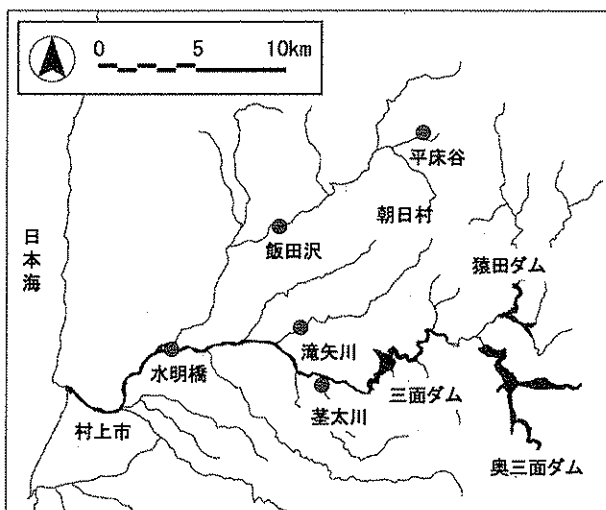 0 5 10km
平床谷
朝日村
飯田沢
日本海
猿田ダム
滝矢川
水明橋
三面ダム
茎太川
村上市
奥三面ダム